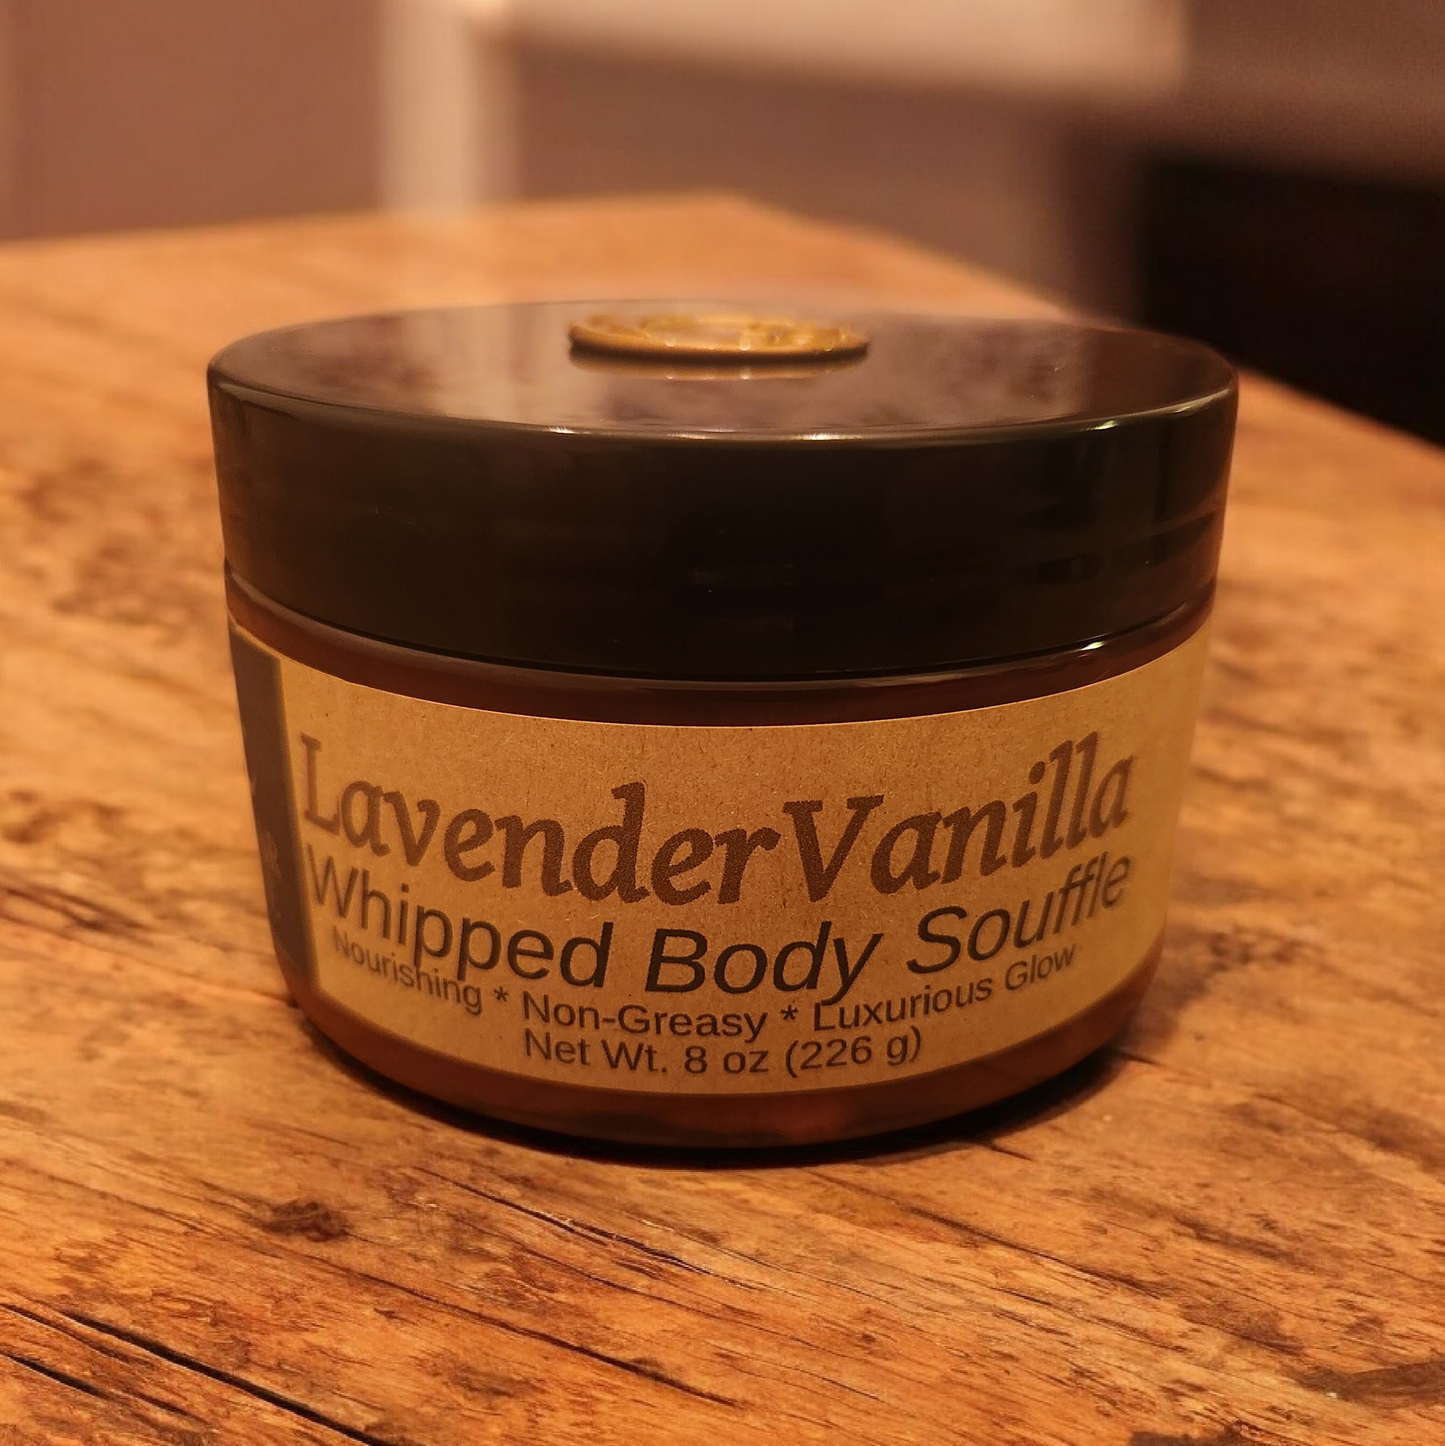 LavenderVanilla
Whipped Body Souffle
Nourishing * Non-Greasy * Luxurious Glow
Net Wt. 8 oz (226 g)